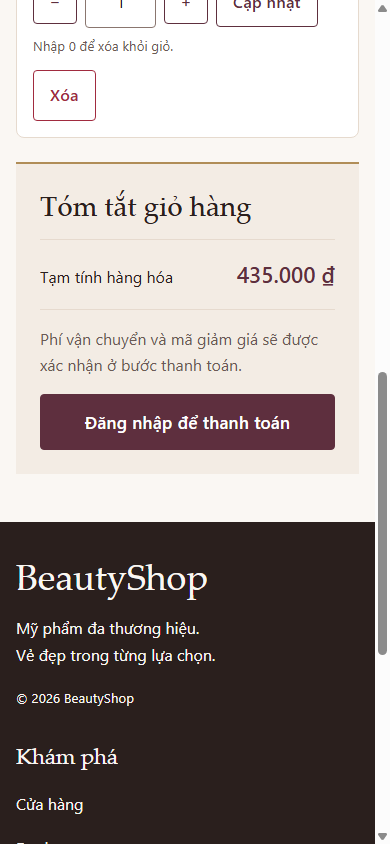 −
1
+
Cập nhật
Nhập 0 để xóa khỏi giỏ.
Xóa
Tóm tắt giỏ hàng
Tạm tính hàng hóa
435.000 ₫
Phí vận chuyển và mã giảm giá sẽ được
xác nhận ở bước thanh toán.
Đăng nhập để thanh toán
BeautyShop
Mỹ phẩm đa thương hiệu.
Vẻ đẹp trong từng lựa chọn.
© 2026 BeautyShop
Khám phá
Cửa hàng